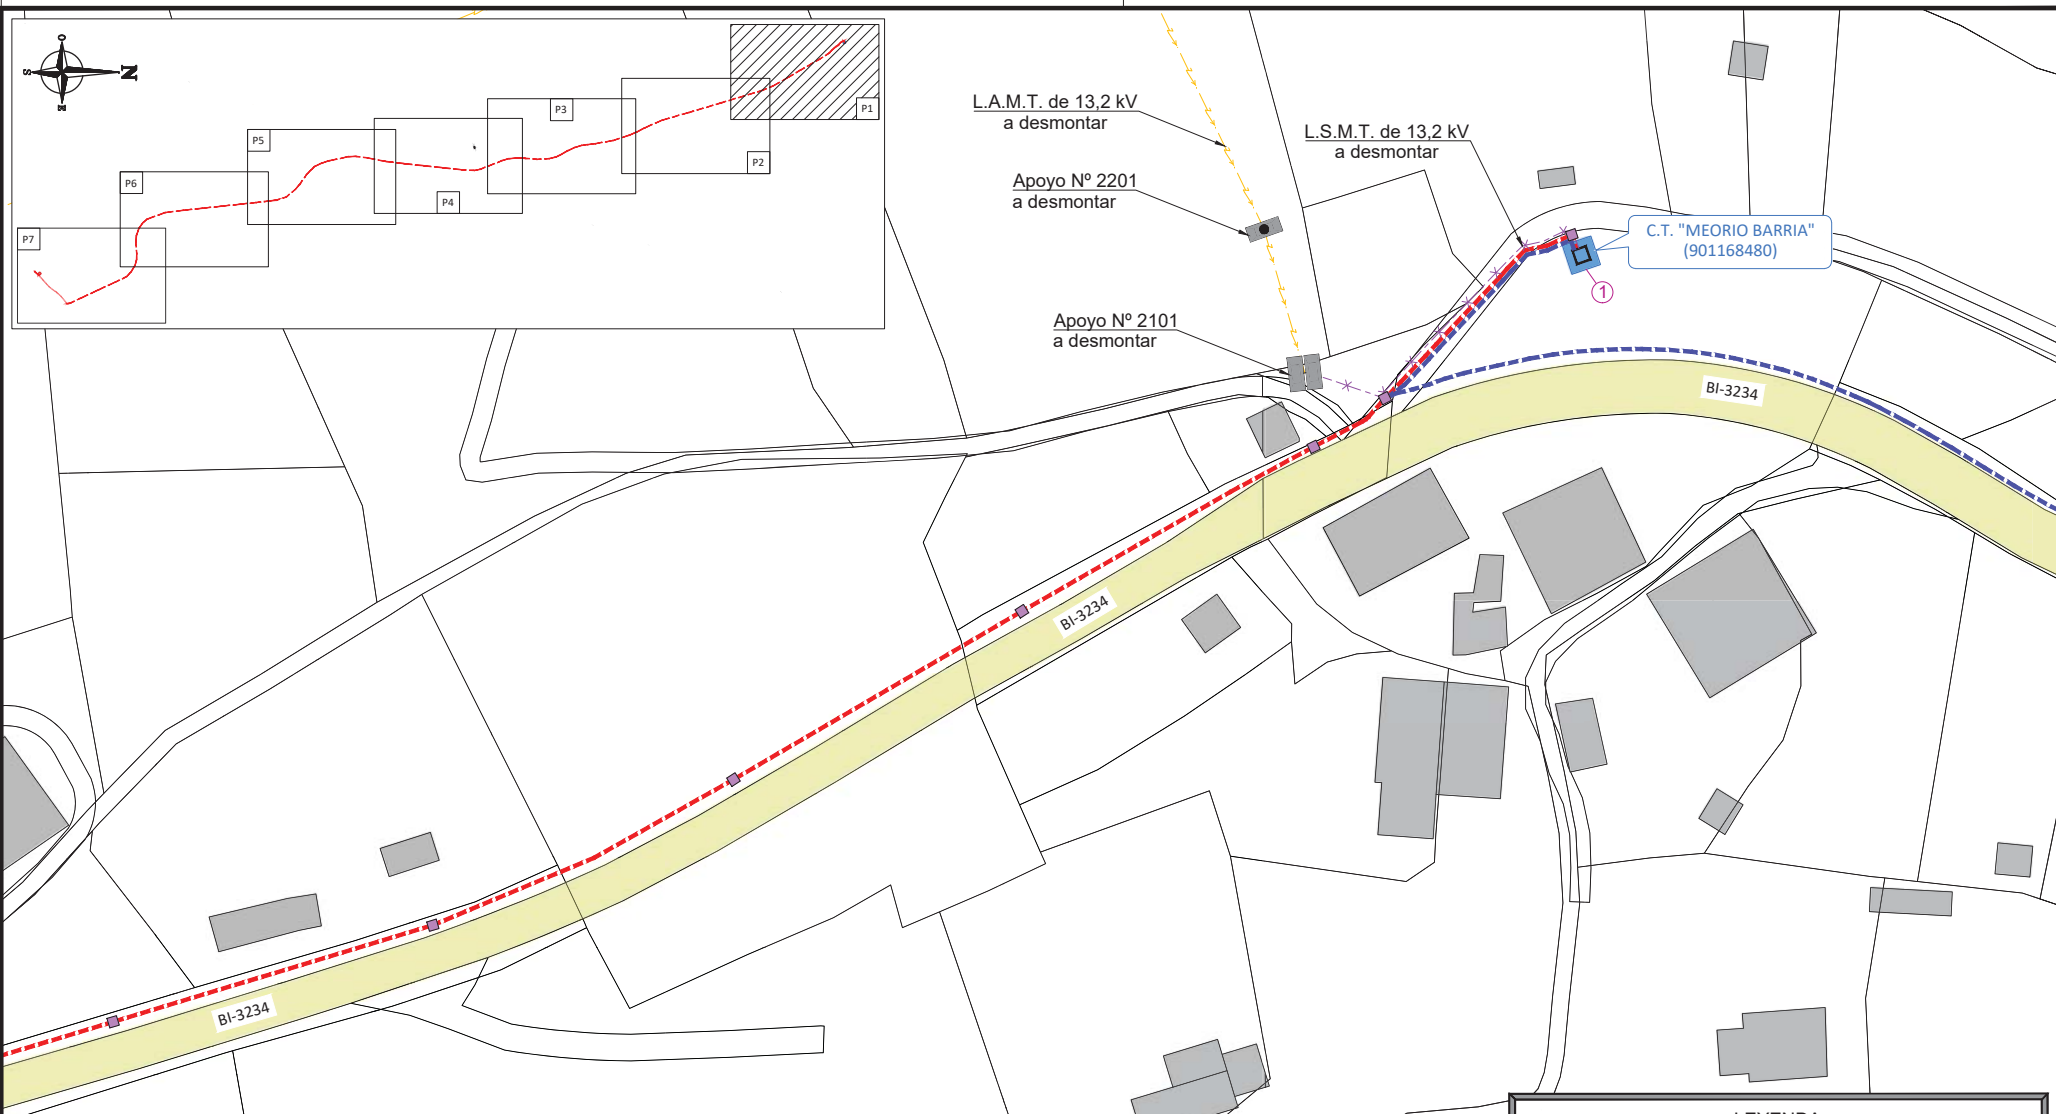 O
S
N
E
P1
P2
P3
P4
P5
P6
P7
L.A.M.T. de 13,2 kV
a desmontar
L.S.M.T. de 13,2 kV
a desmontar
Apoyo Nº 2201
a desmontar
Apoyo Nº 2101
a desmontar
C.T. "MEORIO BARRIA"
(901168480)
1
BI-3234
BI-3234
BI-3234